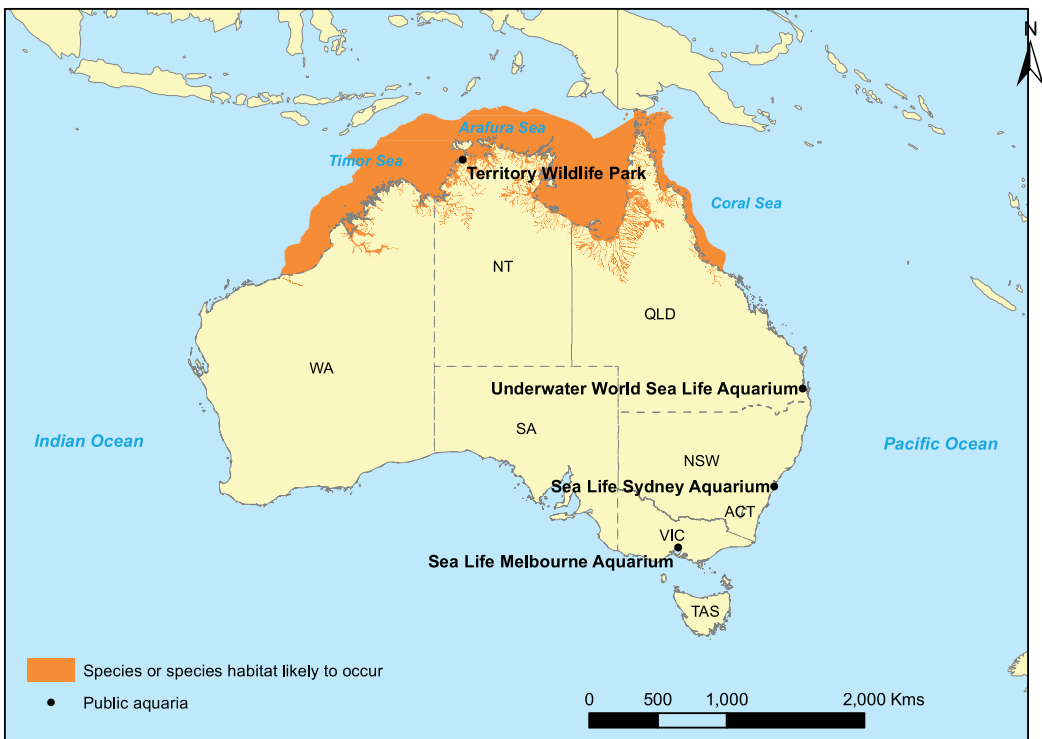 N
Arafura Sea
Timor Sea
Territory Wildlife Park
Coral Sea
NT
QLD
WA
Underwater World Sea Life Aquarium
SA
Indian Ocean
Pacific Ocean
NSW
Sea Life Sydney Aquarium
ACT
VIC
Sea Life Melbourne Aquarium
TAS
Species or species habitat likely to occur
Public aquaria
0 500 1,000 2,000 Kms